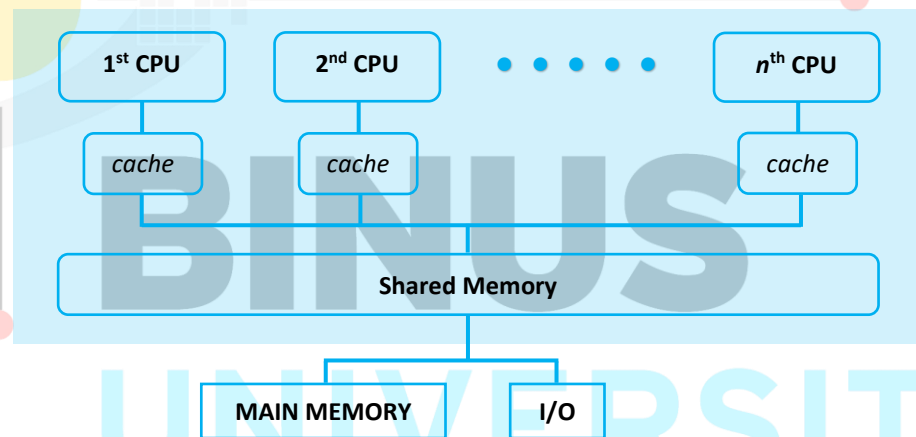 1st CPU 2nd CPU nth CPU
cache cache cache
BINUS
Shared Memory
UNIVERSIT
MAIN MEMORY I/O